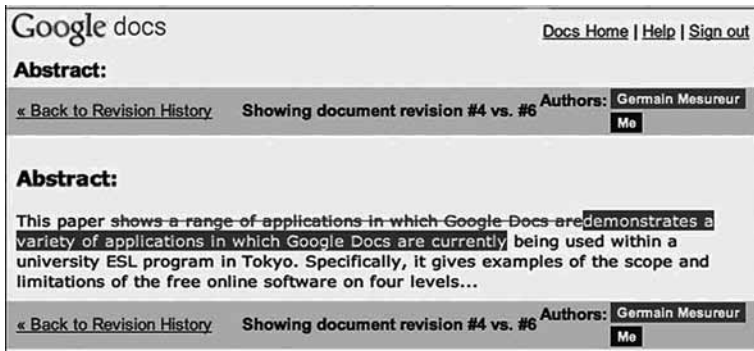 Google docs
Docs Home | Help | Sign out
Abstract:
« Back to Revision History Showing document revision #4 vs. #6 Authors: Germain Mesureur
Me
Abstract:
This paper shows a range of applications in which Google Docs aredemonstrates a
variety of applications in which Google Docs are currently being used within a
university ESL program in Tokyo. Specifically, it gives examples of the scope and
limitations of the free online software on four levels...
« Back to Revision History Showing document revision #4 vs. #6 Authors: Germain Mesureur
Me